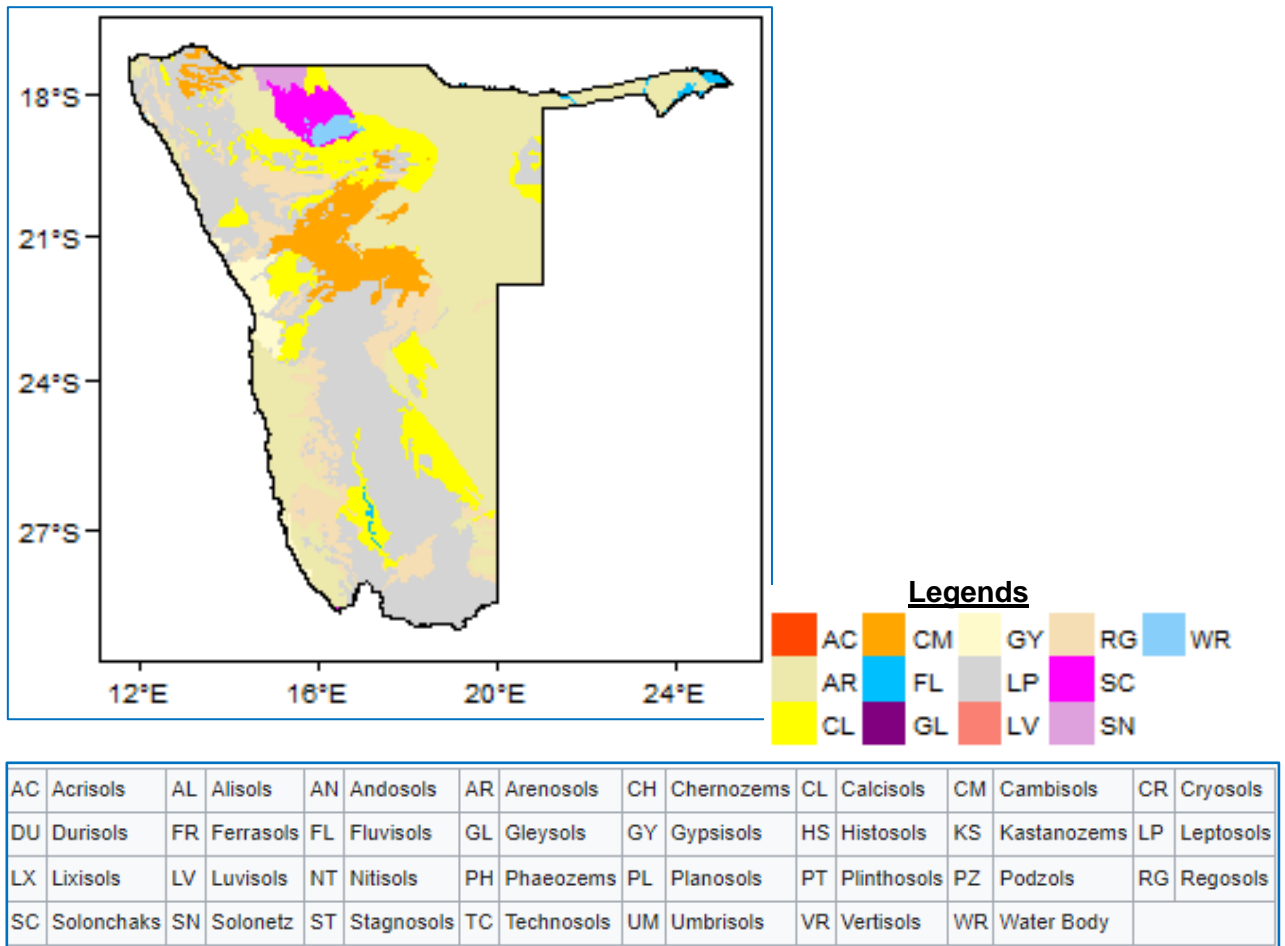 18°S
21°S
24°S
27°S
12°E 16°E 20°E 24°E
Legends
AC CM GY RG WR
AR FL LP SC
CL GL LV SN
AC Acrisols AL Alisols AN Andosols AR Arenosols CH Chernozems CL Calcisols CM Cambisols CR Cryosols
DU Durisols FR Ferrasols FL Fluvisols GL Gleysols GY Gypsisols HS Histosols KS Kastanozems LP Leptosols
LX Lixisols LV Luvisols NT Nitisols PH Phaeozems PL Planosols PT Plinthosols PZ Podzols RG Regosols
SC Solonchaks SN Solonetz ST Stagnosols TC Technosols UM Umbrisols VR Vertisols WR Water Body